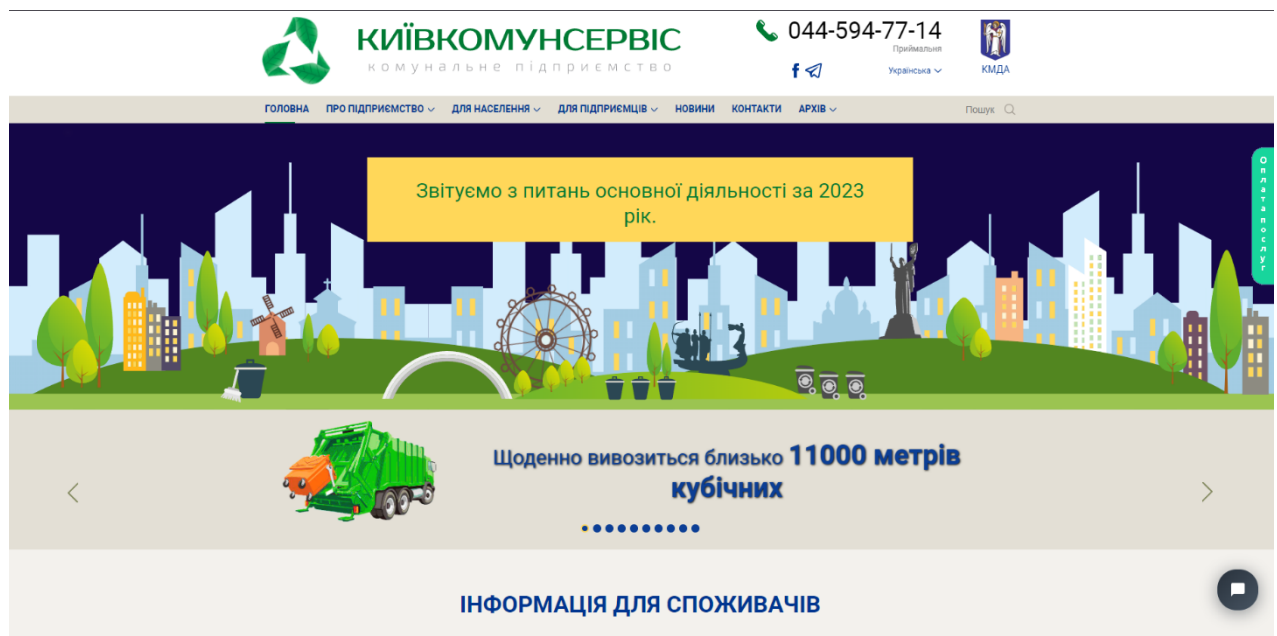 КИЇВКОМУНСЕРВІС
комунальне підприємство
044-594-77-14
Приймальня
Українська
КМДА
ГОЛОВНА ПРО ПІДПРИЄМСТВО ДЛЯ НАСЕЛЕННЯ ДЛЯ ПІДПРИЄМЦІВ НОВИНИ КОНТАКТИ АРХІВ Пошук
Звітуємо з питань основної діяльності за 2023
рік.
Оплата послуг
Щоденно вивозиться близько 11000 метрів
кубічних
ІНФОРМАЦІЯ ДЛЯ СПОЖИВАЧІВ